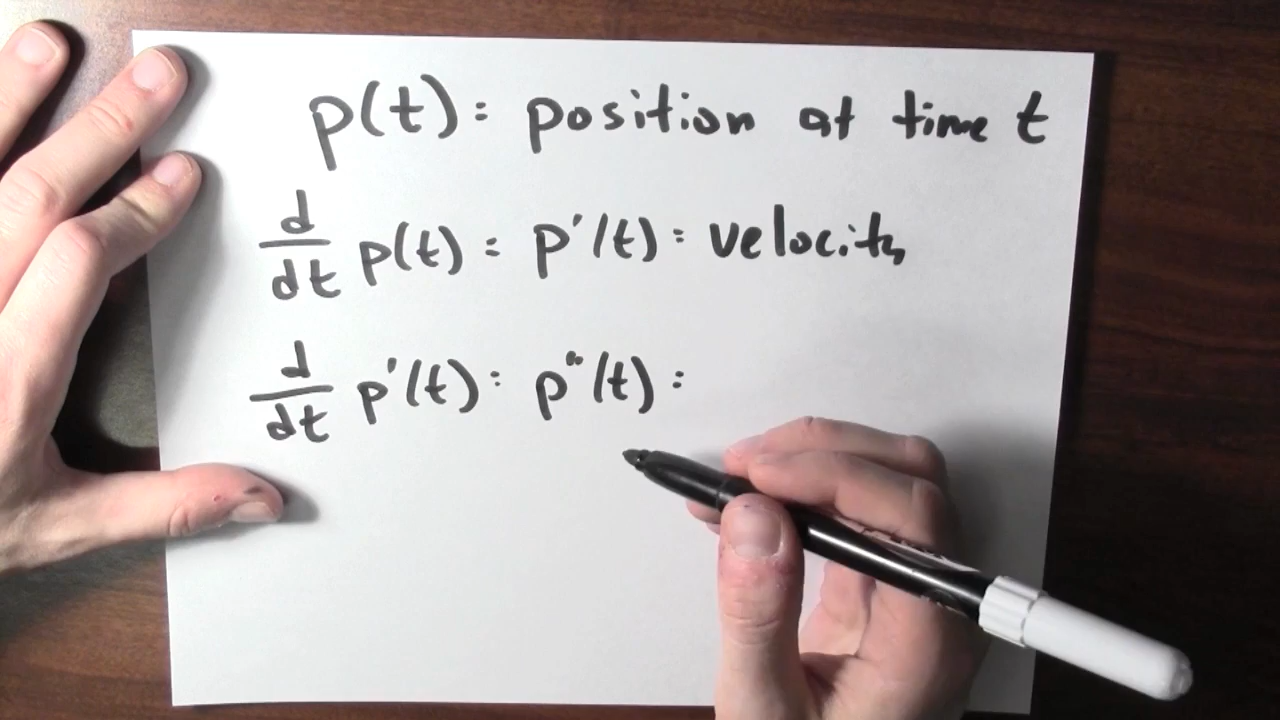 p(t) = position at time t
d/dt p(t) = p'(t) = velocity
d/dt p'(t) = p"(t) =